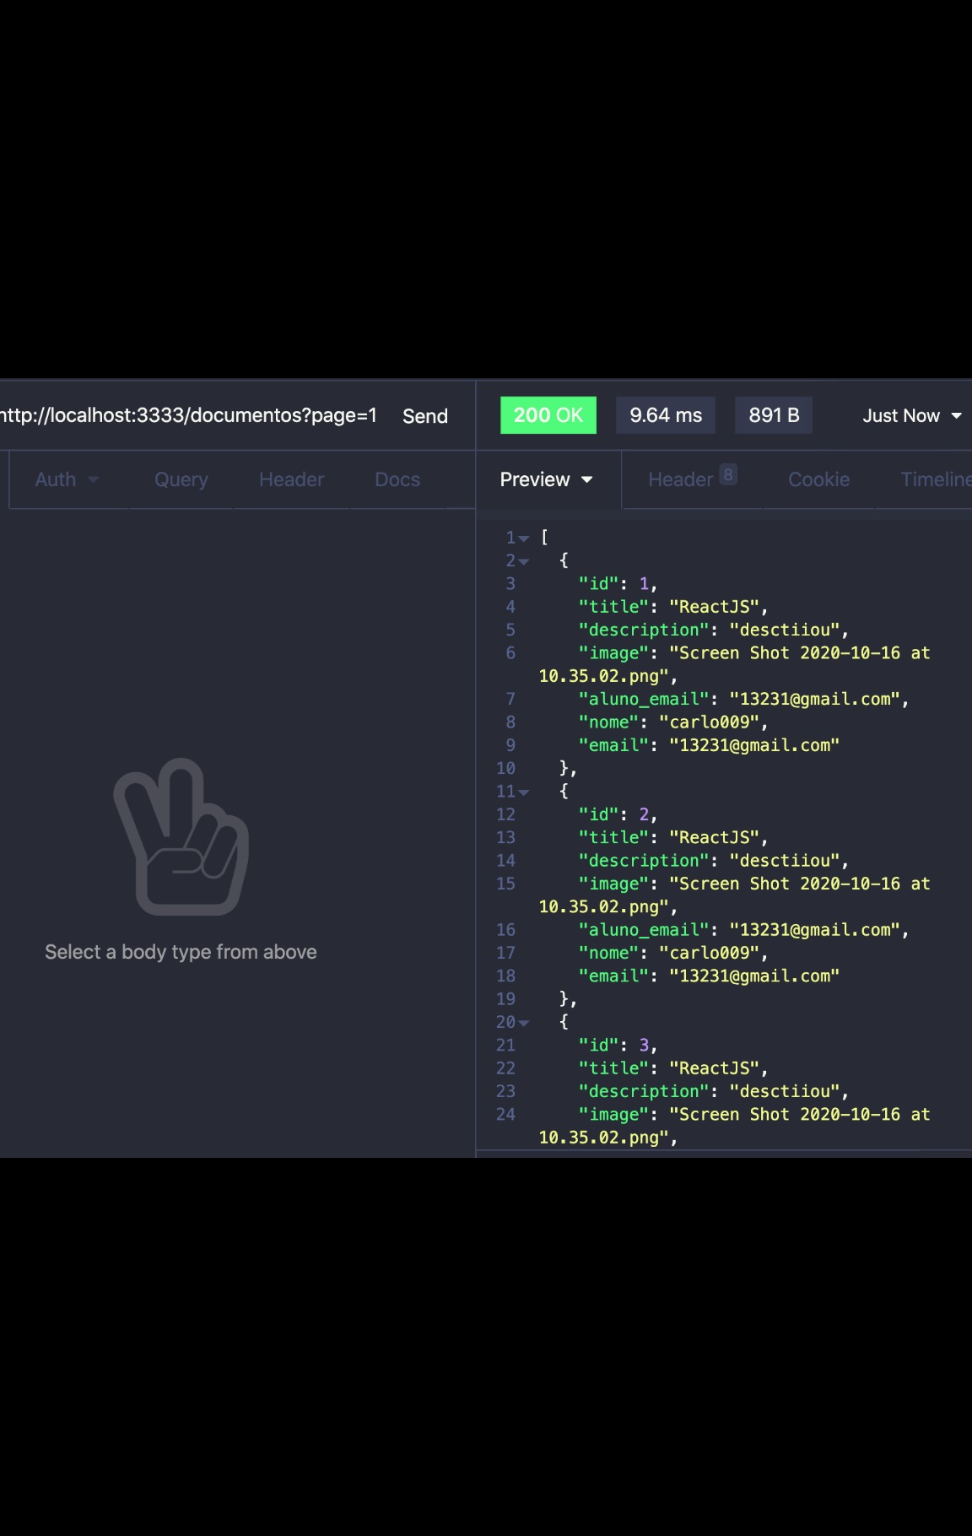 http://localhost:3333/documentos?page=1 Send
200 OK 9.64 ms 891 B Just Now
Auth Query Header Docs
Preview Header 8 Cookie Timeline
1 [
2 {
3 "id": 1,
4 "title": "ReactJS",
5 "description": "desctiiou",
6 "image": "Screen Shot 2020-10-16 at
10.35.02.png",
7 "aluno_email": "13231@gmail.com",
8 "nome": "carlo009",
9 "email": "13231@gmail.com"
10 },
11 {
12 "id": 2,
13 "title": "ReactJS",
14 "description": "desctiiou",
15 "image": "Screen Shot 2020-10-16 at
10.35.02.png",
16 "aluno_email": "13231@gmail.com",
17 "nome": "carlo009",
18 "email": "13231@gmail.com"
19 },
20 {
21 "id": 3,
22 "title": "ReactJS",
23 "description": "desctiiou",
24 "image": "Screen Shot 2020-10-16 at
10.35.02.png",
Select a body type from above